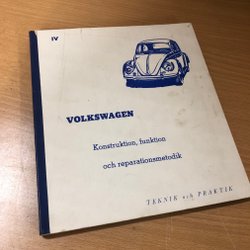 IV
VOLKSWAGEN
Konstruktion, funktion
och reparationsmetodik
TEKNIK och PRAKTIK